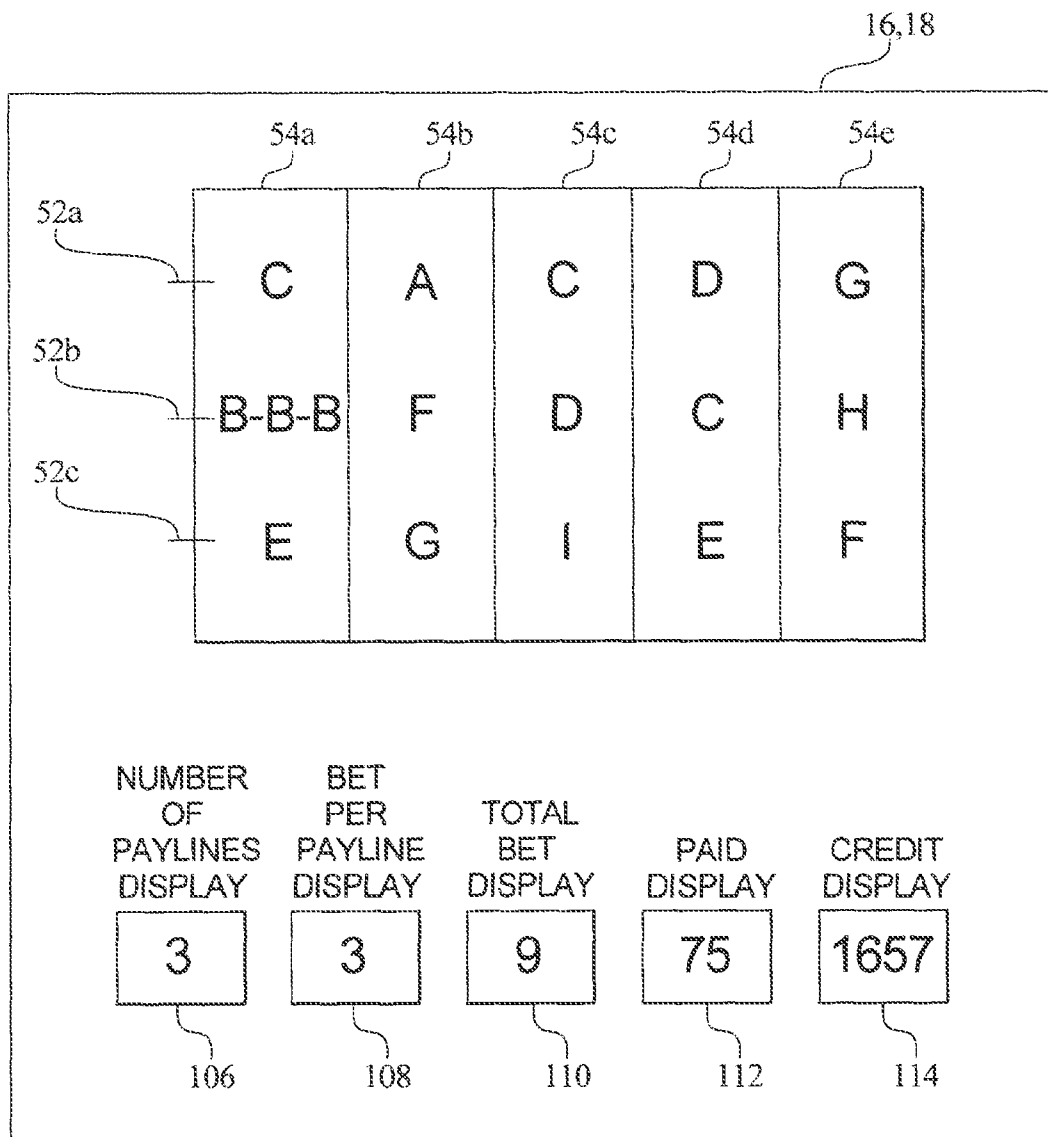 16,18
54a 54b 54c 54d 54e
52a
C A C D G
52b
B-B-B F D C H
52c
E G I E F
NUMBER OF PAYLINES DISPLAY
BET PER PAYLINE DISPLAY
TOTAL BET DISPLAY
PAID DISPLAY
CREDIT DISPLAY
3 3 9 75 1657
106 108 110 112 114